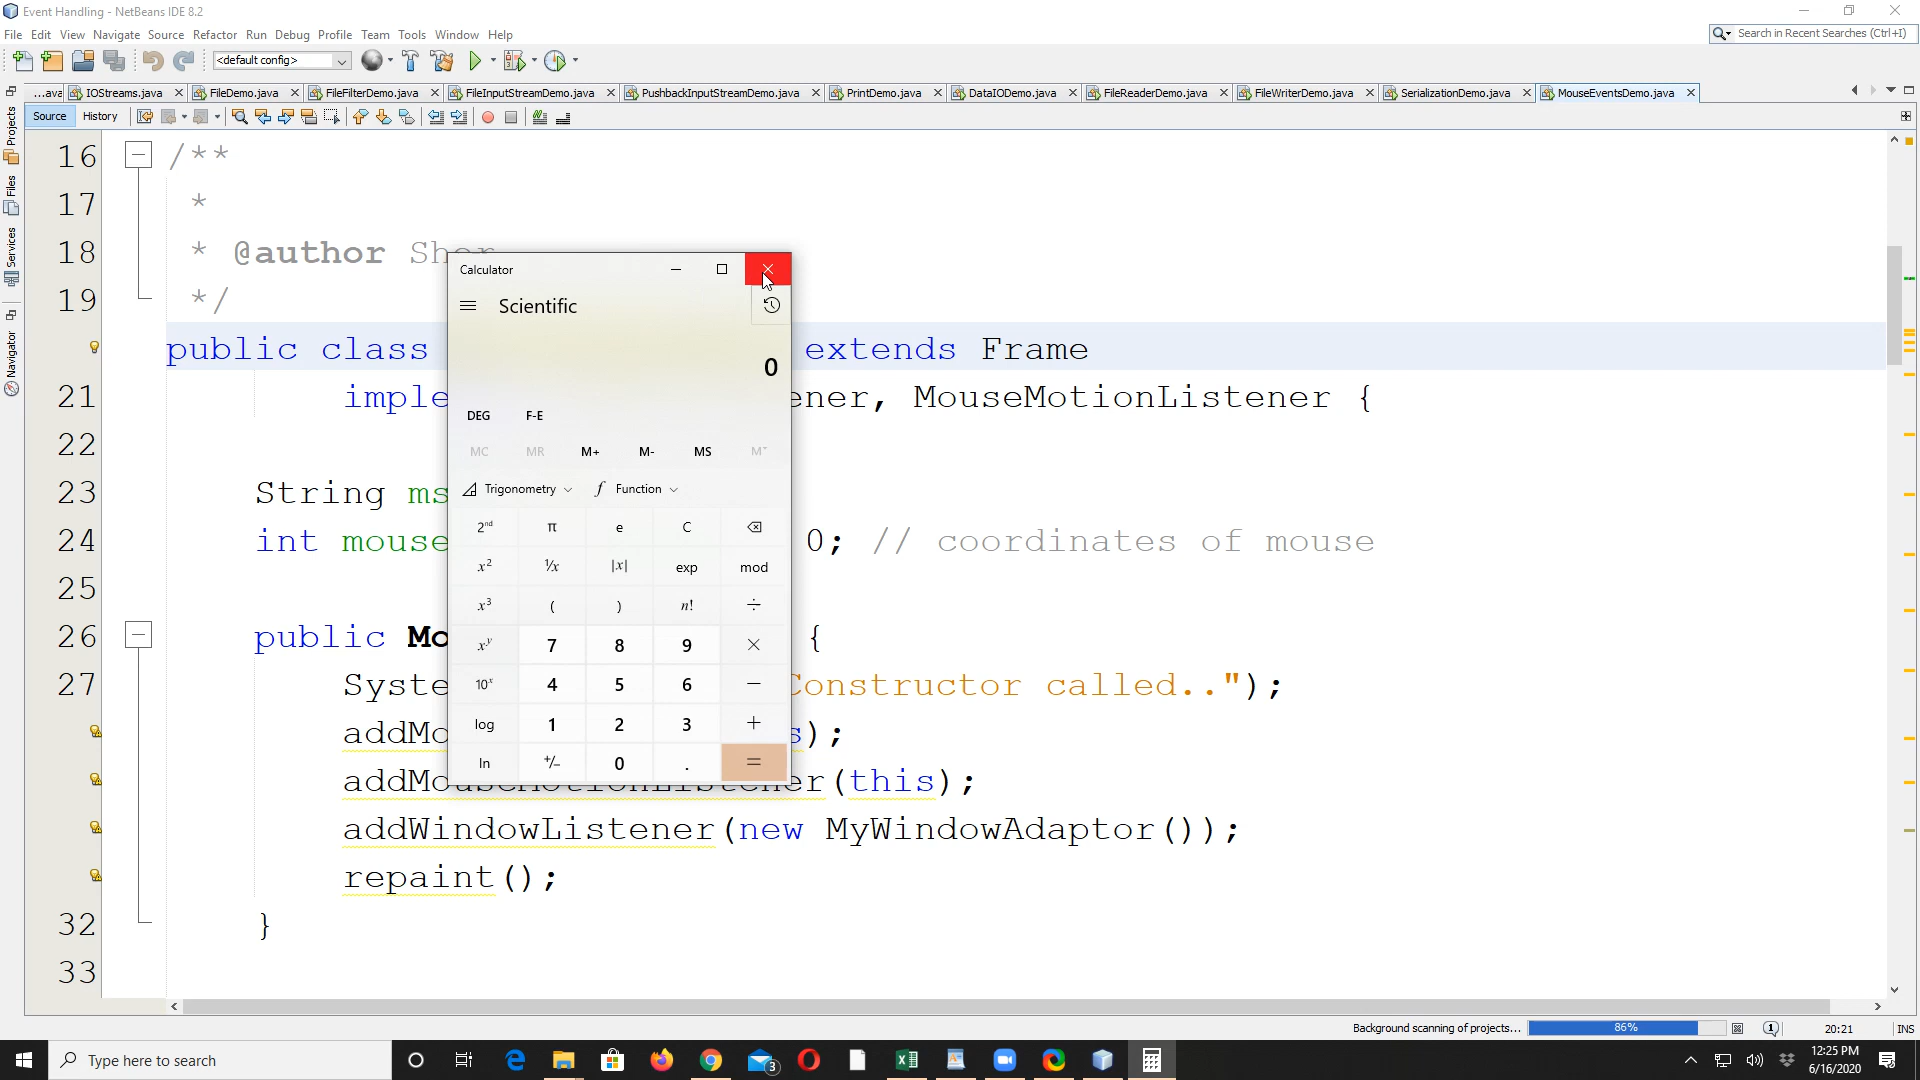 Event Handling - NetBeans IDE 8.2
File Edit View Navigate Source Refactor Run Debug Profile Team Tools Window Help
Search in Recent Searches (Ctrl+I)
<default config>
...ava IOStreams.java FileDemo.java FileFilterDemo.java FileInputStreamDemo.java PushbackInputStreamDemo.java PrintDemo.java DataIODemo.java FileReaderDemo.java FileWriterDemo.java SerializationDemo.java MouseEventsDemo.java
Source History
Projects
Files
Services
Navigator
16 /**
17 *
18 * @author Sher
19 */
public class extends Frame
21 imple ener, MouseMotionListener {
22
23 String ms
24 int mouse 0; // coordinates of mouse
25
26 public Mo {
27 Syste Constructor called..");
addMo s);
addMouseMotionListener(this);
addWindowListener(new MyWindowAdaptor());
repaint();
32 }
33
Calculator
Scientific
0
DEG F-E
MC MR M+ M- MS M˅
Trigonometry f Function
2nd π e C
x² ¹/x |x| exp mod
x³ ( ) n! ÷
xʸ 7 8 9 ×
10ˣ 4 5 6 −
log 1 2 3 +
ln +/− 0 . =
Background scanning of projects... 86% 1 20:21 INS
Type here to search
3
12:25 PM
6/16/2020